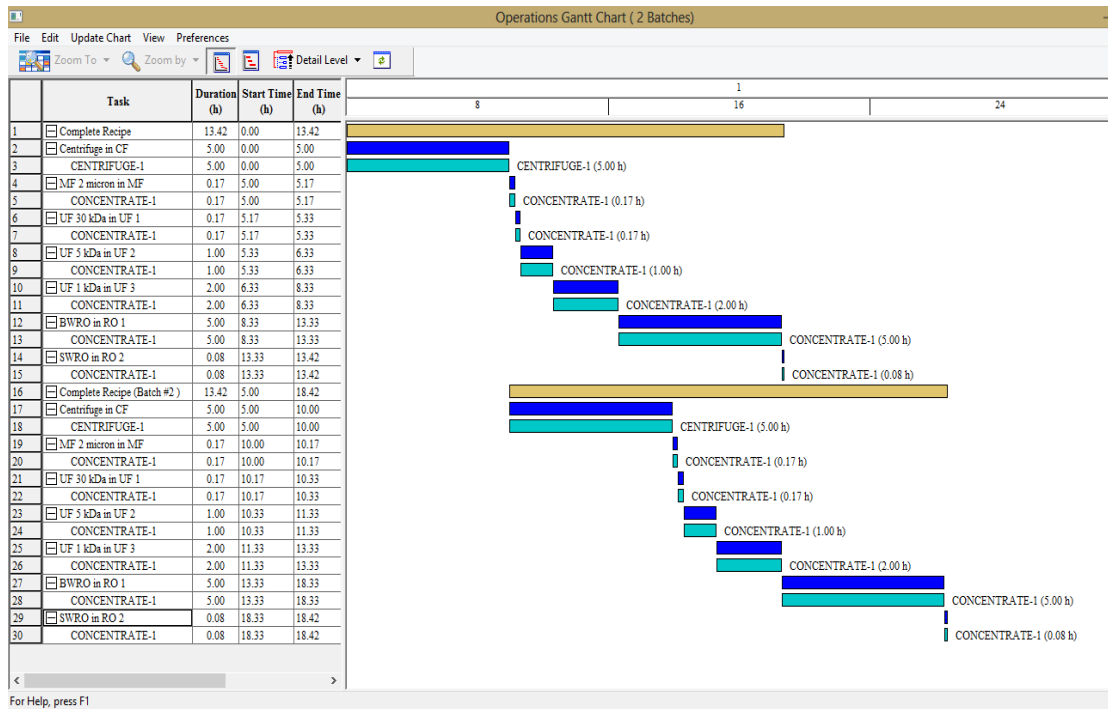 Operations Gantt Chart ( 2 Batches)
File Edit Update Chart View Preferences
Zoom To Zoom by Detail Level
Task Duration (h) Start Time (h) End Time (h)
1
8 16 24
1 Complete Recipe 13.42 0.00 13.42
2 Centrifuge in CF 5.00 0.00 5.00
3 CENTRIFUGE-1 5.00 0.00 5.00 CENTRIFUGE-1 (5.00 h)
4 MF 2 micron in MF 0.17 5.00 5.17
5 CONCENTRATE-1 0.17 5.00 5.17 CONCENTRATE-1 (0.17 h)
6 UF 30 kDa in UF 1 0.17 5.17 5.33
7 CONCENTRATE-1 0.17 5.17 5.33 CONCENTRATE-1 (0.17 h)
8 UF 5 kDa in UF 2 1.00 5.33 6.33
9 CONCENTRATE-1 1.00 5.33 6.33 CONCENTRATE-1 (1.00 h)
10 UF 1 kDa in UF 3 2.00 6.33 8.33
11 CONCENTRATE-1 2.00 6.33 8.33 CONCENTRATE-1 (2.00 h)
12 BWRO in RO 1 5.00 8.33 13.33
13 CONCENTRATE-1 5.00 8.33 13.33 CONCENTRATE-1 (5.00 h)
14 SWRO in RO 2 0.08 13.33 13.42
15 CONCENTRATE-1 0.08 13.33 13.42 CONCENTRATE-1 (0.08 h)
16 Complete Recipe (Batch #2 ) 13.42 5.00 18.42
17 Centrifuge in CF 5.00 5.00 10.00
18 CENTRIFUGE-1 5.00 5.00 10.00 CENTRIFUGE-1 (5.00 h)
19 MF 2 micron in MF 0.17 10.00 10.17
20 CONCENTRATE-1 0.17 10.00 10.17 CONCENTRATE-1 (0.17 h)
21 UF 30 kDa in UF 1 0.17 10.17 10.33
22 CONCENTRATE-1 0.17 10.17 10.33 CONCENTRATE-1 (0.17 h)
23 UF 5 kDa in UF 2 1.00 10.33 11.33
24 CONCENTRATE-1 1.00 10.33 11.33 CONCENTRATE-1 (1.00 h)
25 UF 1 kDa in UF 3 2.00 11.33 13.33
26 CONCENTRATE-1 2.00 11.33 13.33 CONCENTRATE-1 (2.00 h)
27 BWRO in RO 1 5.00 13.33 18.33
28 CONCENTRATE-1 5.00 13.33 18.33 CONCENTRATE-1 (5.00 h)
29 SWRO in RO 2 0.08 18.33 18.42
30 CONCENTRATE-1 0.08 18.33 18.42 CONCENTRATE-1 (0.08 h)
For Help, press F1